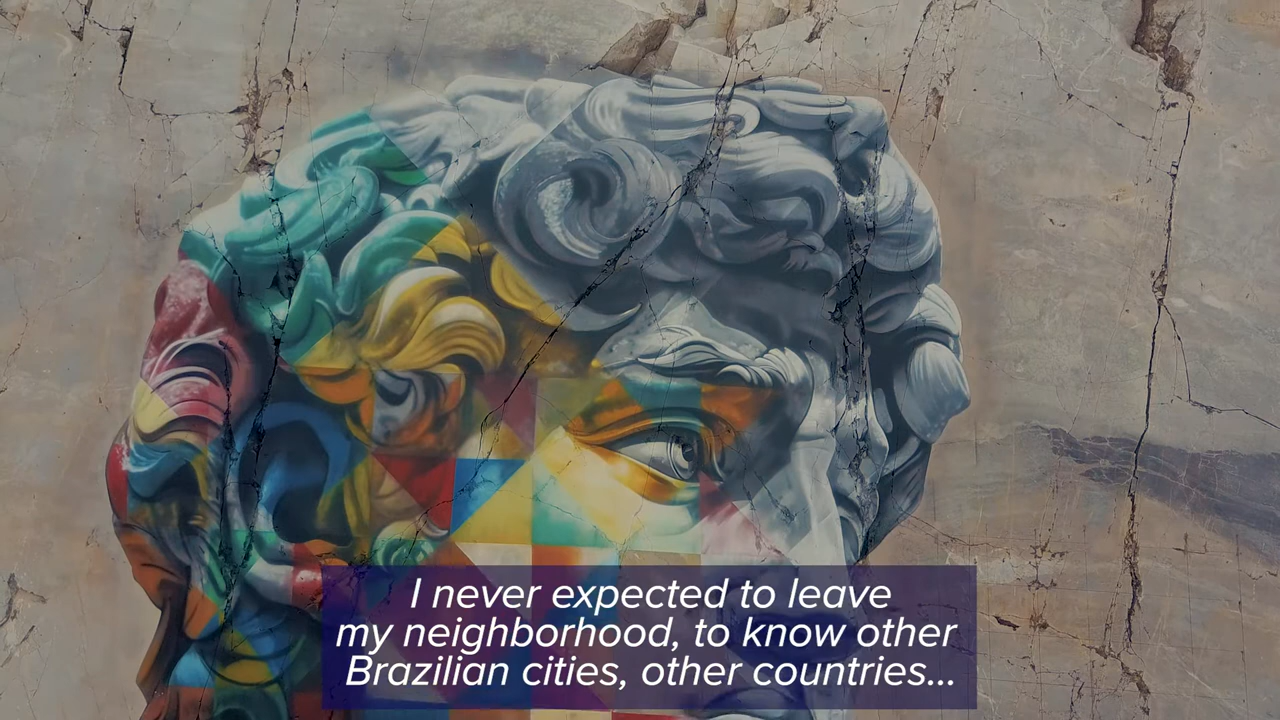 I never expected to leave
my neighborhood, to know other
Brazilian cities, other countries...